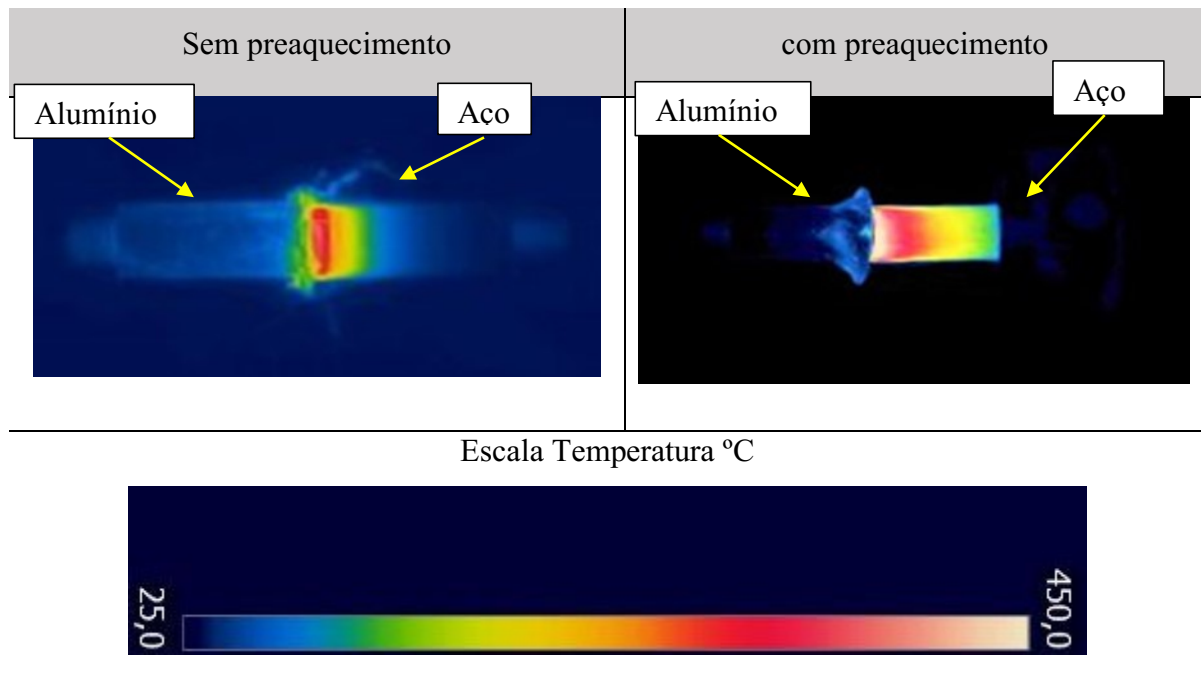 Sem preaquecimento
com preaquecimento
Alumínio
Aço
Alumínio
Aço
Escala Temperatura ºC
25,0
450,0